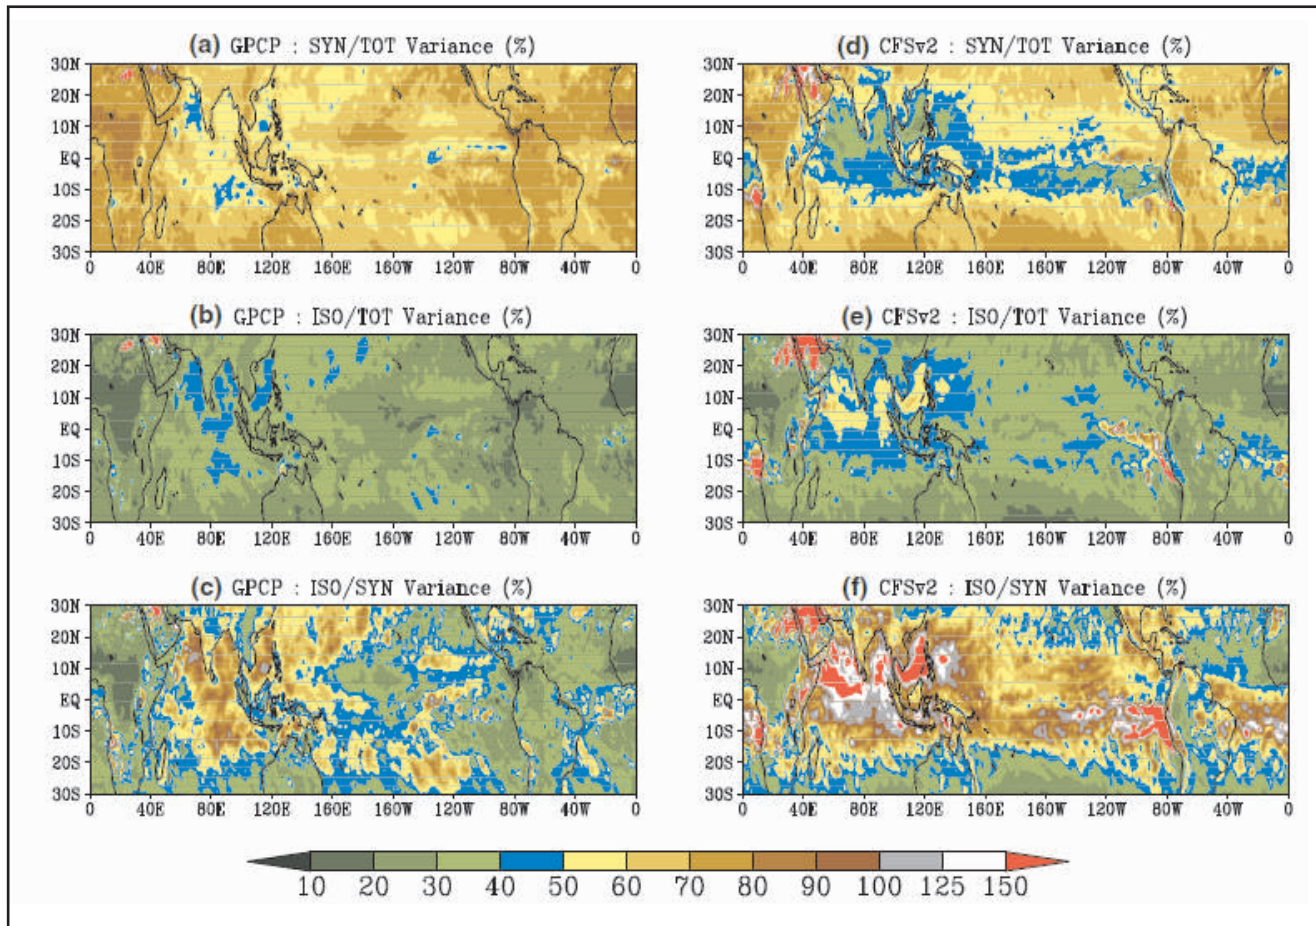 (a) GPCP : SYN/TOT Variance (%)
30N
20N
10N
EQ
10S
20S
30S
0 40E 80E 120E 160E 160W 120W 80W 40W 0
(d) CFSv2 : SYN/TOT Variance (%)
30N
20N
10N
EQ
10S
20S
30S
0 40E 80E 120E 160E 160W 120W 80W 40W 0
(b) GPCP : ISO/TOT Variance (%)
30N
20N
10N
EQ
10S
20S
30S
0 40E 80E 120E 160E 160W 120W 80W 40W 0
(e) CFSv2 : ISO/TOT Variance (%)
30N
20N
10N
EQ
10S
20S
30S
0 40E 80E 120E 160E 160W 120W 80W 40W 0
(c) GPCP : ISO/SYN Variance (%)
30N
20N
10N
EQ
10S
20S
30S
0 40E 80E 120E 160E 160W 120W 80W 40W 0
(f) CFSv2 : ISO/SYN Variance (%)
30N
20N
10N
EQ
10S
20S
30S
0 40E 80E 120E 160E 160W 120W 80W 40W 0
10 20 30 40 50 60 70 80 90 100 125 150